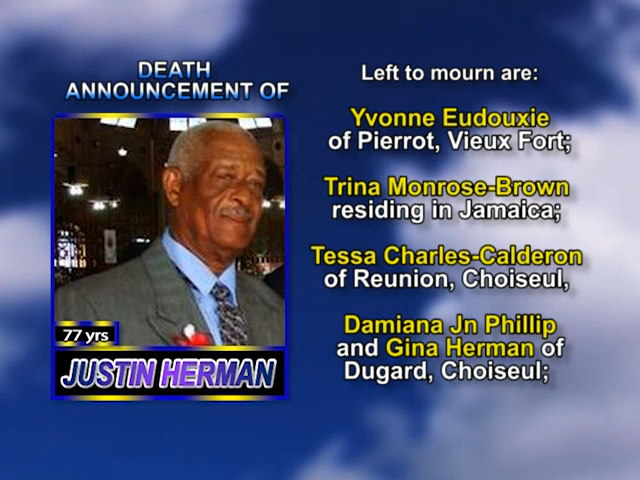 DEATH
ANNOUNCEMENT OF
77 yrs
JUSTIN HERMAN
Left to mourn are:
Yvonne Eudouxie
of Pierrot, Vieux Fort;
Trina Monrose-Brown
residing in Jamaica;
Tessa Charles-Calderon
of Reunion, Choiseul,
Damiana Jn Phillip
and Gina Herman of
Dugard, Choiseul;